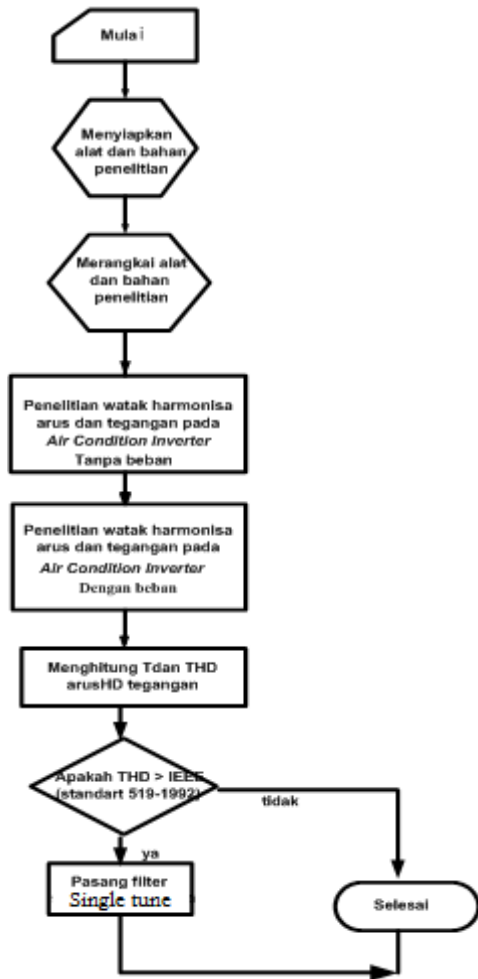 Mulai
Menyiapkan
alat dan bahan
penelitian
Merangkai alat
dan bahan
penelitian
Penelitian watak harmonisa
arus dan tegangan pada
Air Condition Inverter
Tanpa beban
Penelitian watak harmonisa
arus dan tegangan pada
Air Condition Inverter
Dengan beban
Menghitung Tdan THD
arusHD tegangan
Apakah THD > IEEE
(standart 519-1992)
tidak
ya
Pasang filter
Single tune
Selesai